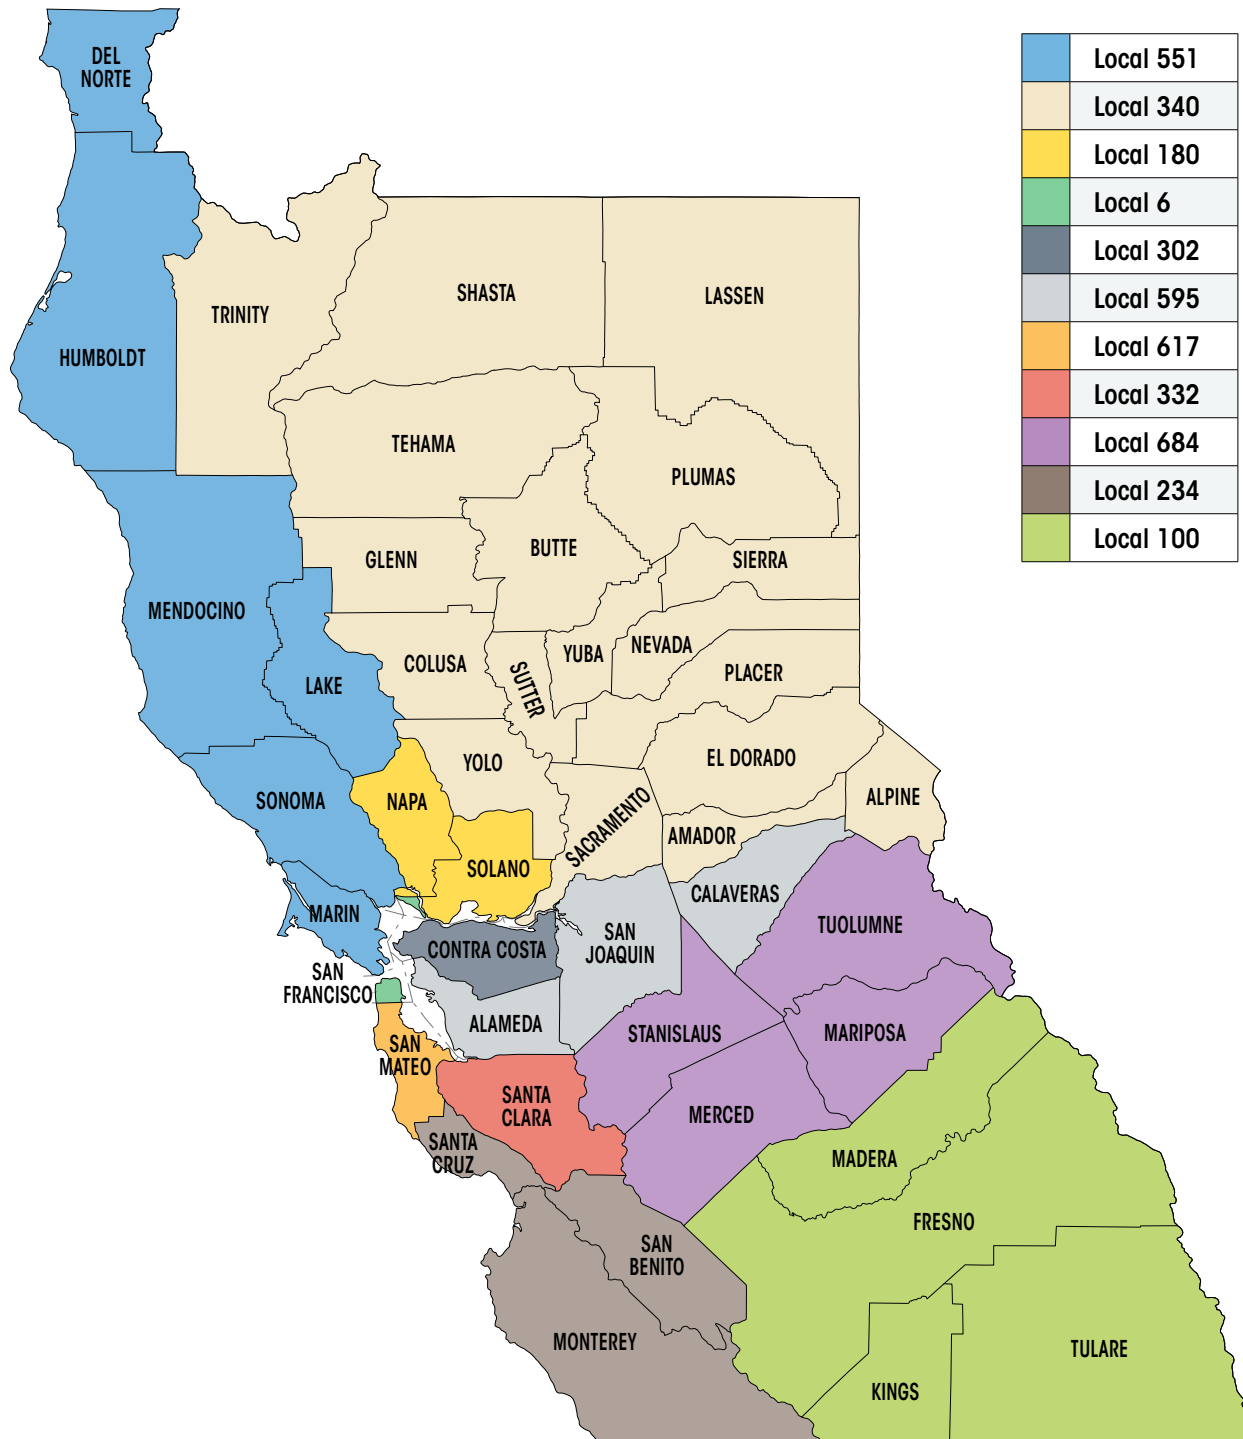 DEL
NORTE
Local 551
Local 340
Local 180
Local 6
Local 302
Local 595
Local 617
Local 332
Local 684
Local 234
Local 100
SHASTA
LASSEN
TRINITY
HUMBOLDT
TEHAMA
PLUMAS
BUTTE
GLENN
SIERRA
MENDOCINO
YUBA
NEVADA
COLUSA
PLACER
LAKE
SUTTER
YOLO
EL DORADO
SONOMA
NAPA
ALPINE
SACRAMENTO
AMADOR
SOLANO
CALAVERAS
MARIN
TUOLUMNE
SAN
JOAQUIN
CONTRA COSTA
SAN
FRANCISCO
ALAMEDA
STANISLAUS
MARIPOSA
SAN
MATEO
SANTA
CLARA
MERCED
SANTA
CRUZ
MADERA
FRESNO
SAN
BENITO
MONTEREY
TULARE
KINGS